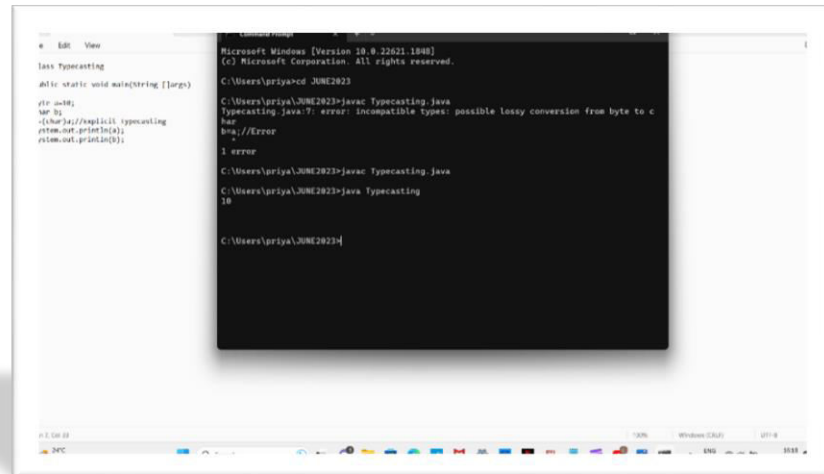 Edit View
lass Typecasting
ublic static void main(String []args)
yte a=10;
har b;
=(char)a;//explicit typecasting
ystem.out.println(a);
ystem.out.println(b);
Command Prompt
Microsoft Windows [Version 10.0.22621.1848]
(c) Microsoft Corporation. All rights reserved.
C:\Users\priya>cd JUNE2023
C:\Users\priya\JUNE2023>javac Typecasting.java
Typecasting.java:7: error: incompatible types: possible lossy conversion from byte to c
har
b=a;//Error
^
1 error
C:\Users\priya\JUNE2023>javac Typecasting.java
C:\Users\priya\JUNE2023>java Typecasting
10
C:\Users\priya\JUNE2023>
100% Windows (CRLF) UTF-8
24°C ENG